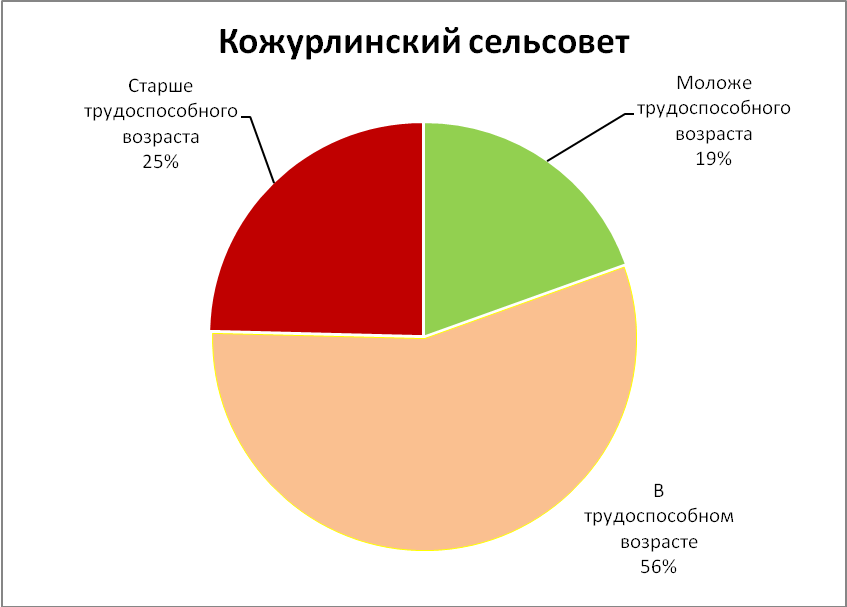 Кожурлинский сельсовет
Старше
трудоспособного
возраста
25%
Моложе
трудоспособного
возраста
19%
В
трудоспособном
возрасте
56%